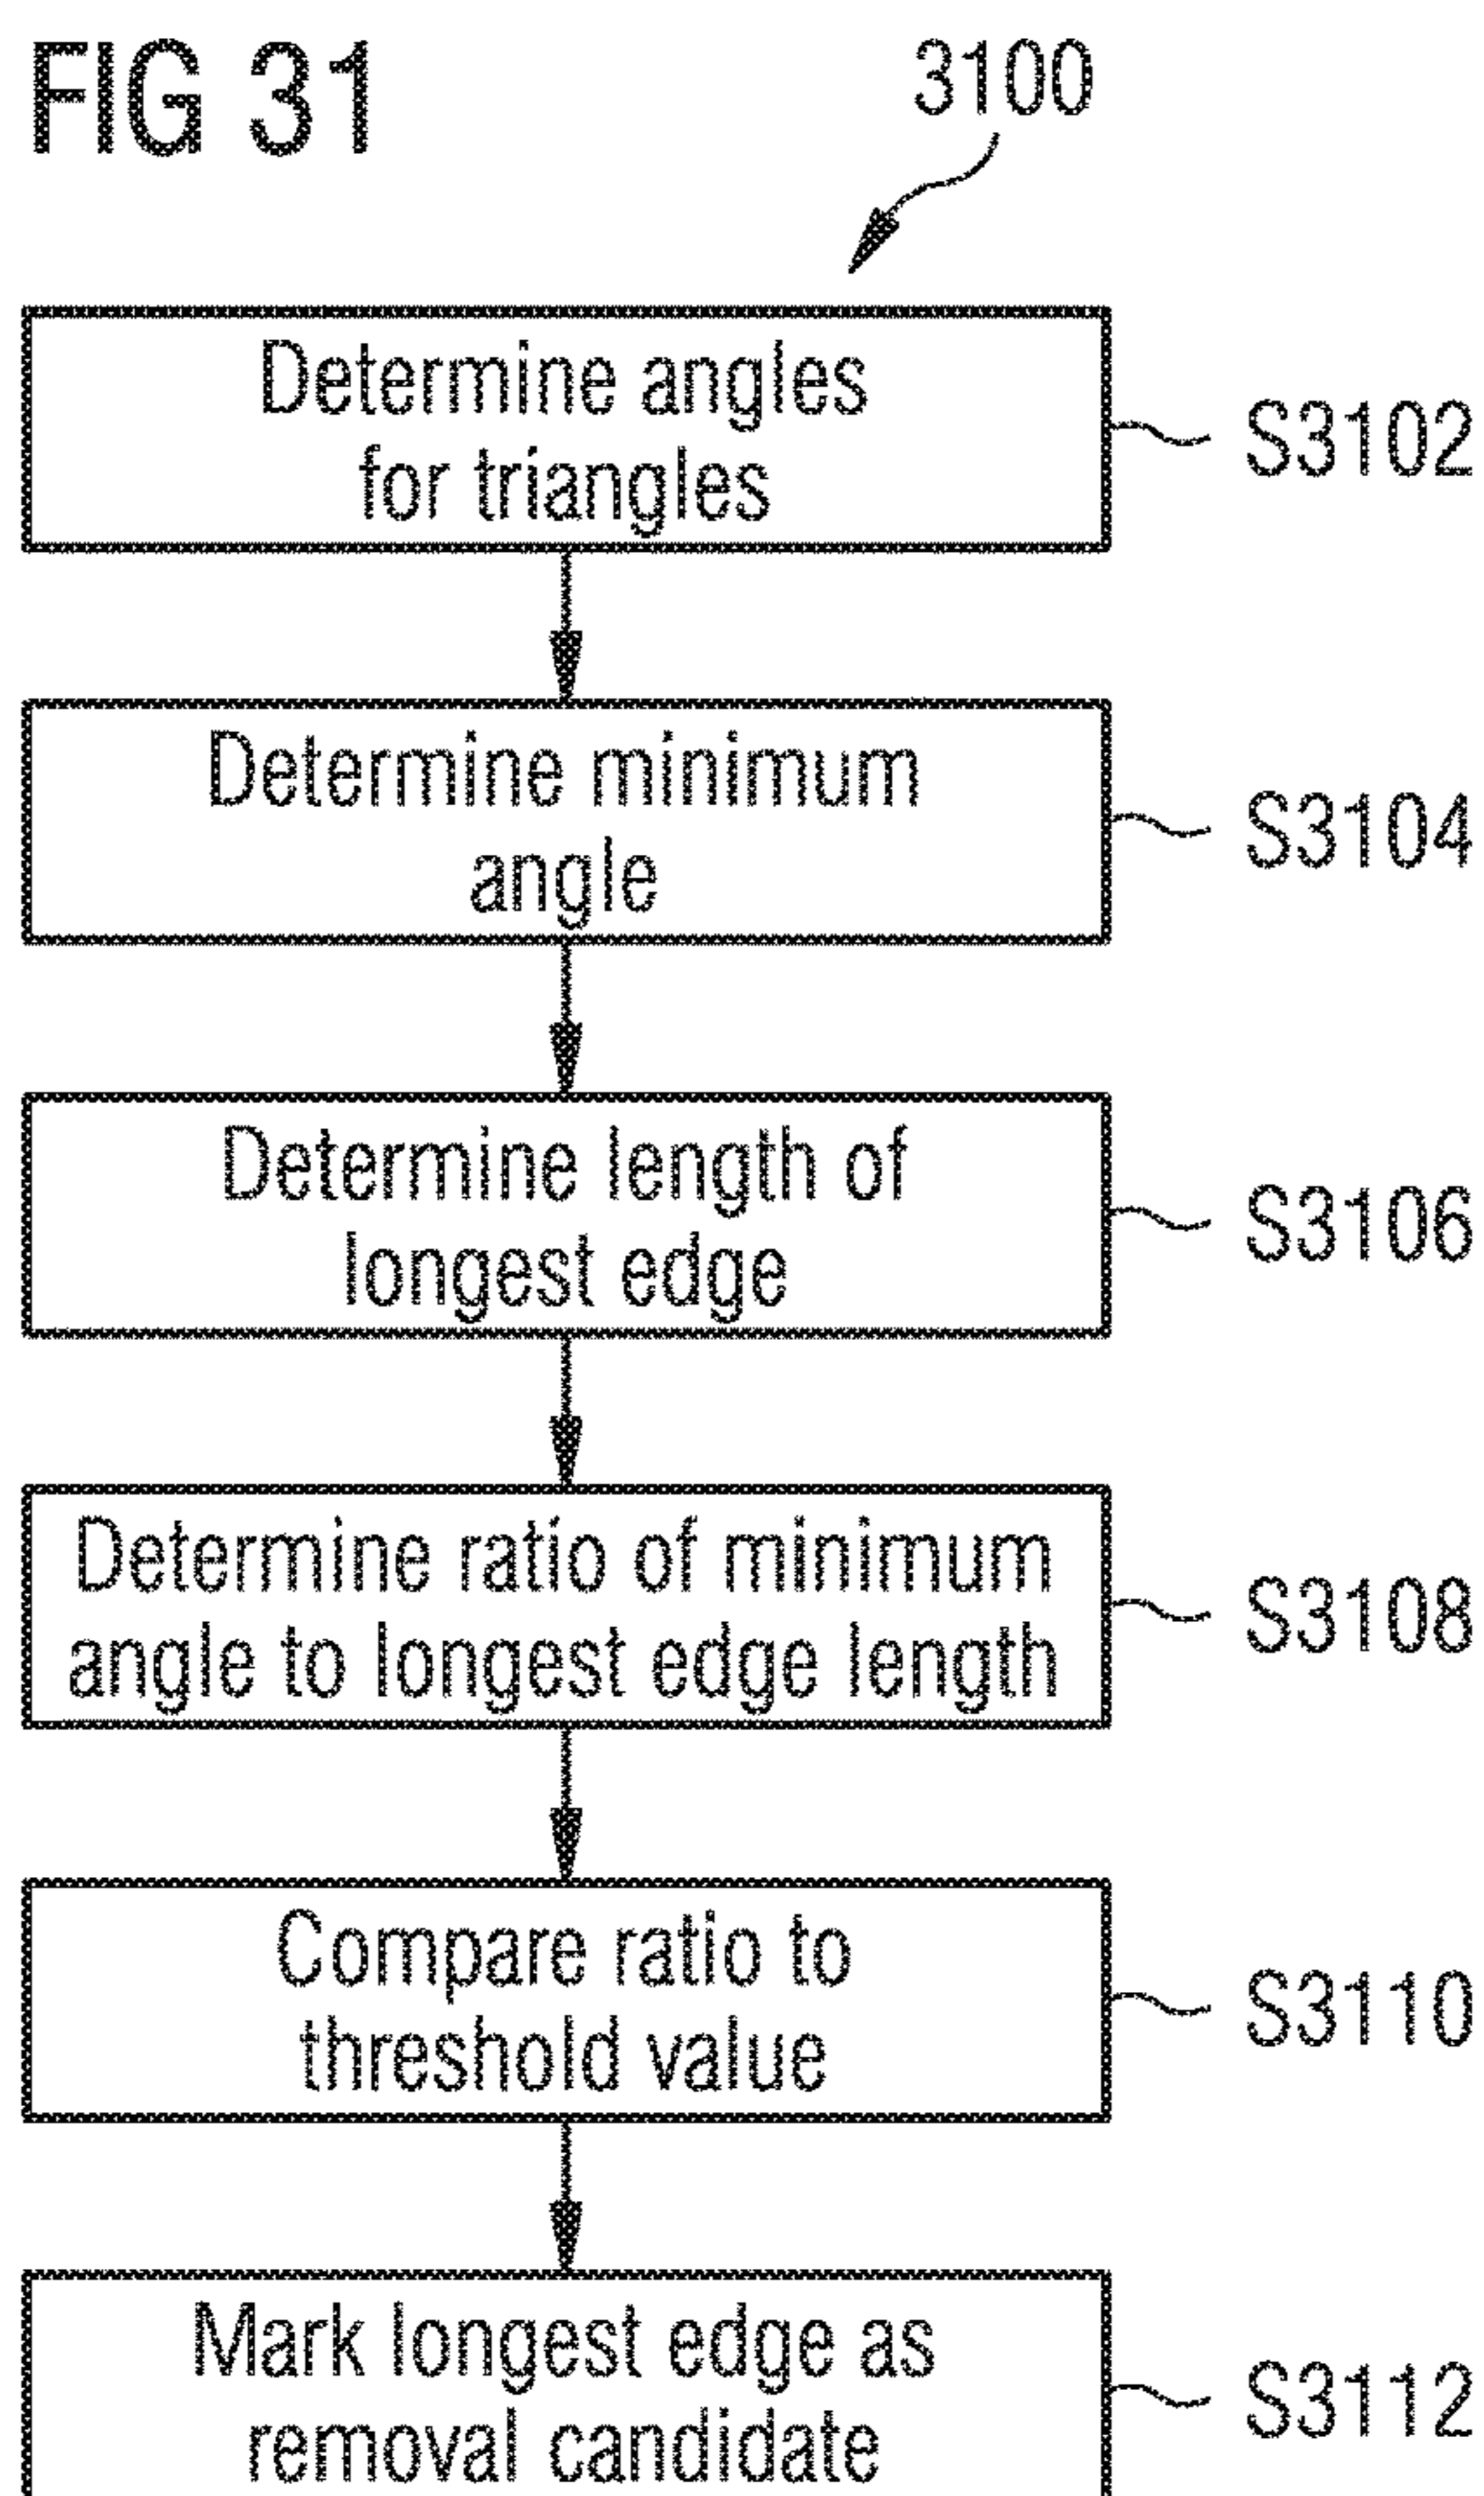 FIG 31
3100
Determine angles
for triangles
S3102
Determine minimum
angle
S3104
Determine length of
longest edge
S3106
Determine ratio of minimum
angle to longest edge length
S3108
Compare ratio to
threshold value
S3110
Mark longest edge as
removal candidate
S3112